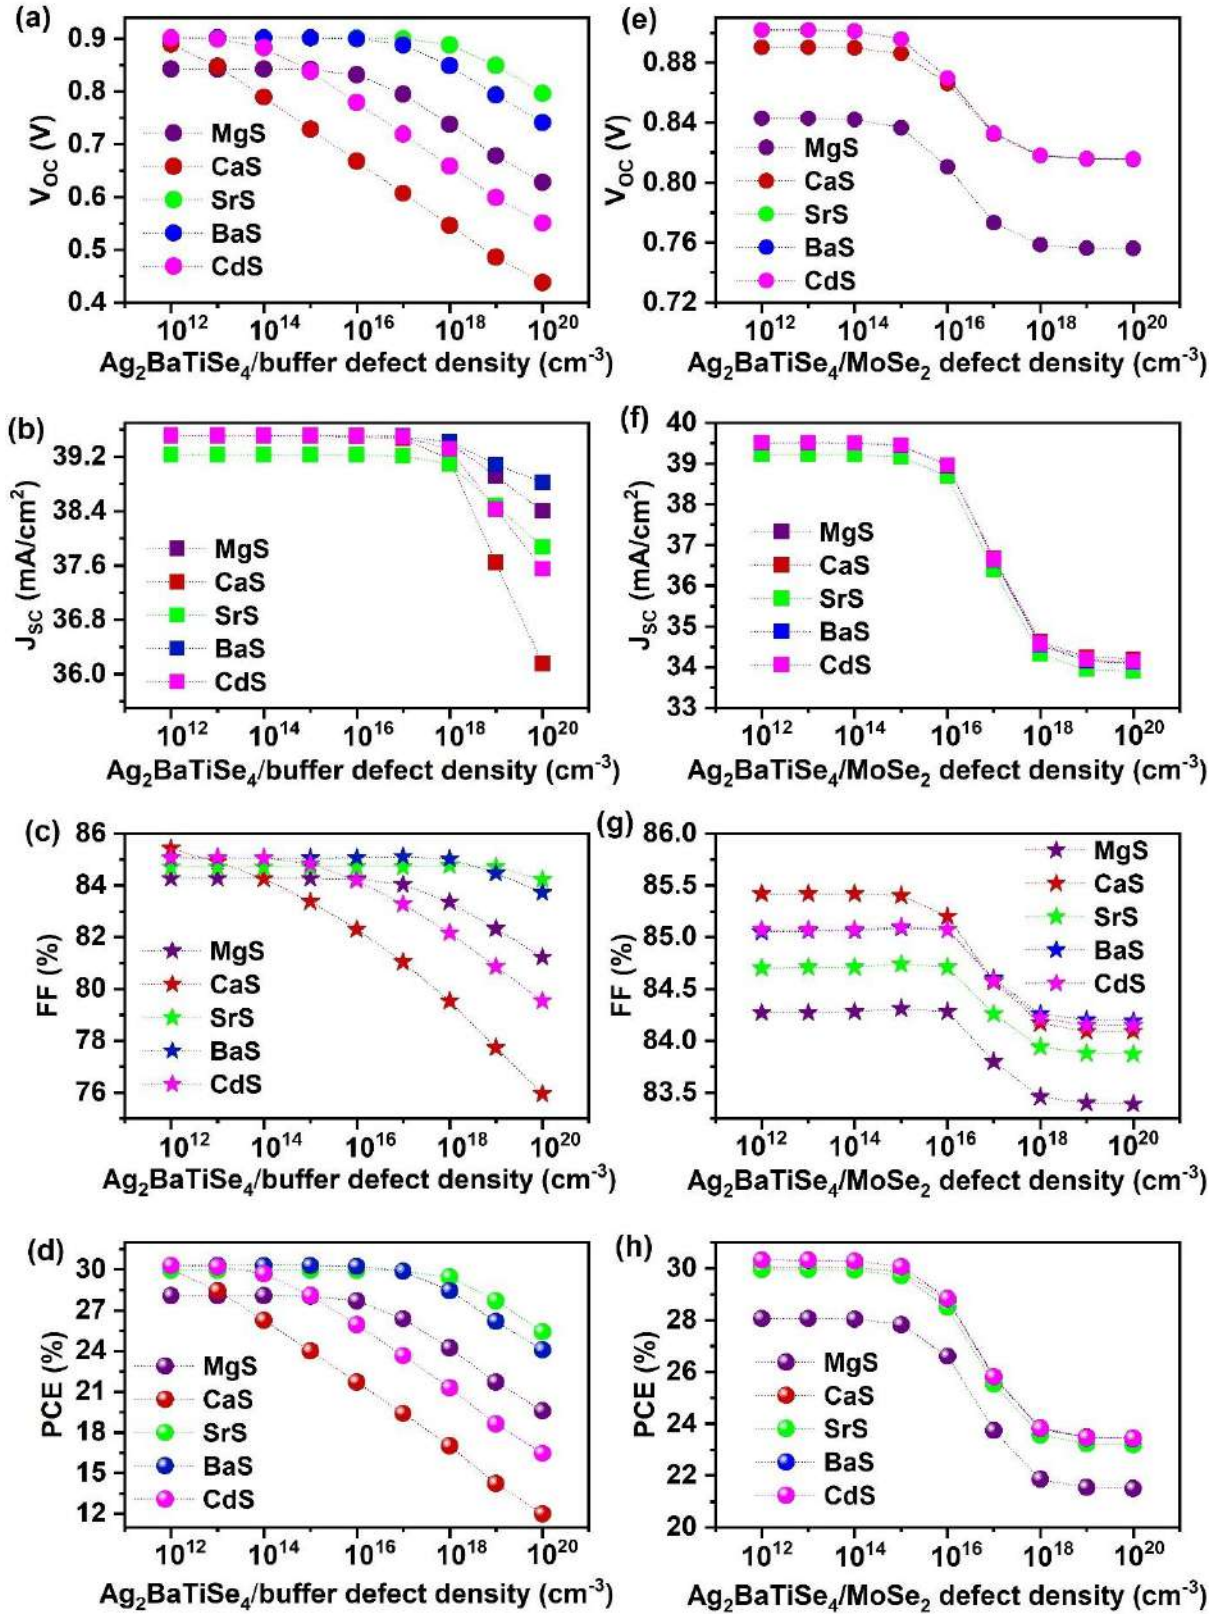 (a)
V_OC (V)
0.9
0.8
0.7
0.6
0.5
0.4
MgS
CaS
SrS
BaS
CdS
10^12 10^14 10^16 10^18 10^20
Ag₂BaTiSe₄/buffer defect density (cm⁻³)
(e)
V_OC (V)
0.88
0.84
0.80
0.76
0.72
MgS
CaS
SrS
BaS
CdS
10^12 10^14 10^16 10^18 10^20
Ag₂BaTiSe₄/MoSe₂ defect density (cm⁻³)
(b)
J_SC (mA/cm²)
39.2
38.4
37.6
36.8
36.0
MgS
CaS
SrS
BaS
CdS
10^12 10^14 10^16 10^18 10^20
Ag₂BaTiSe₄/buffer defect density (cm⁻³)
(f)
J_SC (mA/cm²)
40
39
38
37
36
35
34
33
MgS
CaS
SrS
BaS
CdS
10^12 10^14 10^16 10^18 10^20
Ag₂BaTiSe₄/MoSe₂ defect density (cm⁻³)
(c)
FF (%)
86
84
82
80
78
76
MgS
CaS
SrS
BaS
CdS
10^12 10^14 10^16 10^18 10^20
Ag₂BaTiSe₄/buffer defect density (cm⁻³)
(g)
FF (%)
86.0
85.5
85.0
84.5
84.0
83.5
MgS
CaS
SrS
BaS
CdS
10^12 10^14 10^16 10^18 10^20
Ag₂BaTiSe₄/MoSe₂ defect density (cm⁻³)
(d)
PCE (%)
30
27
24
21
18
15
12
MgS
CaS
SrS
BaS
CdS
10^12 10^14 10^16 10^18 10^20
Ag₂BaTiSe₄/buffer defect density (cm⁻³)
(h)
PCE (%)
30
28
26
24
22
20
MgS
CaS
SrS
BaS
CdS
10^12 10^14 10^16 10^18 10^20
Ag₂BaTiSe₄/MoSe₂ defect density (cm⁻³)